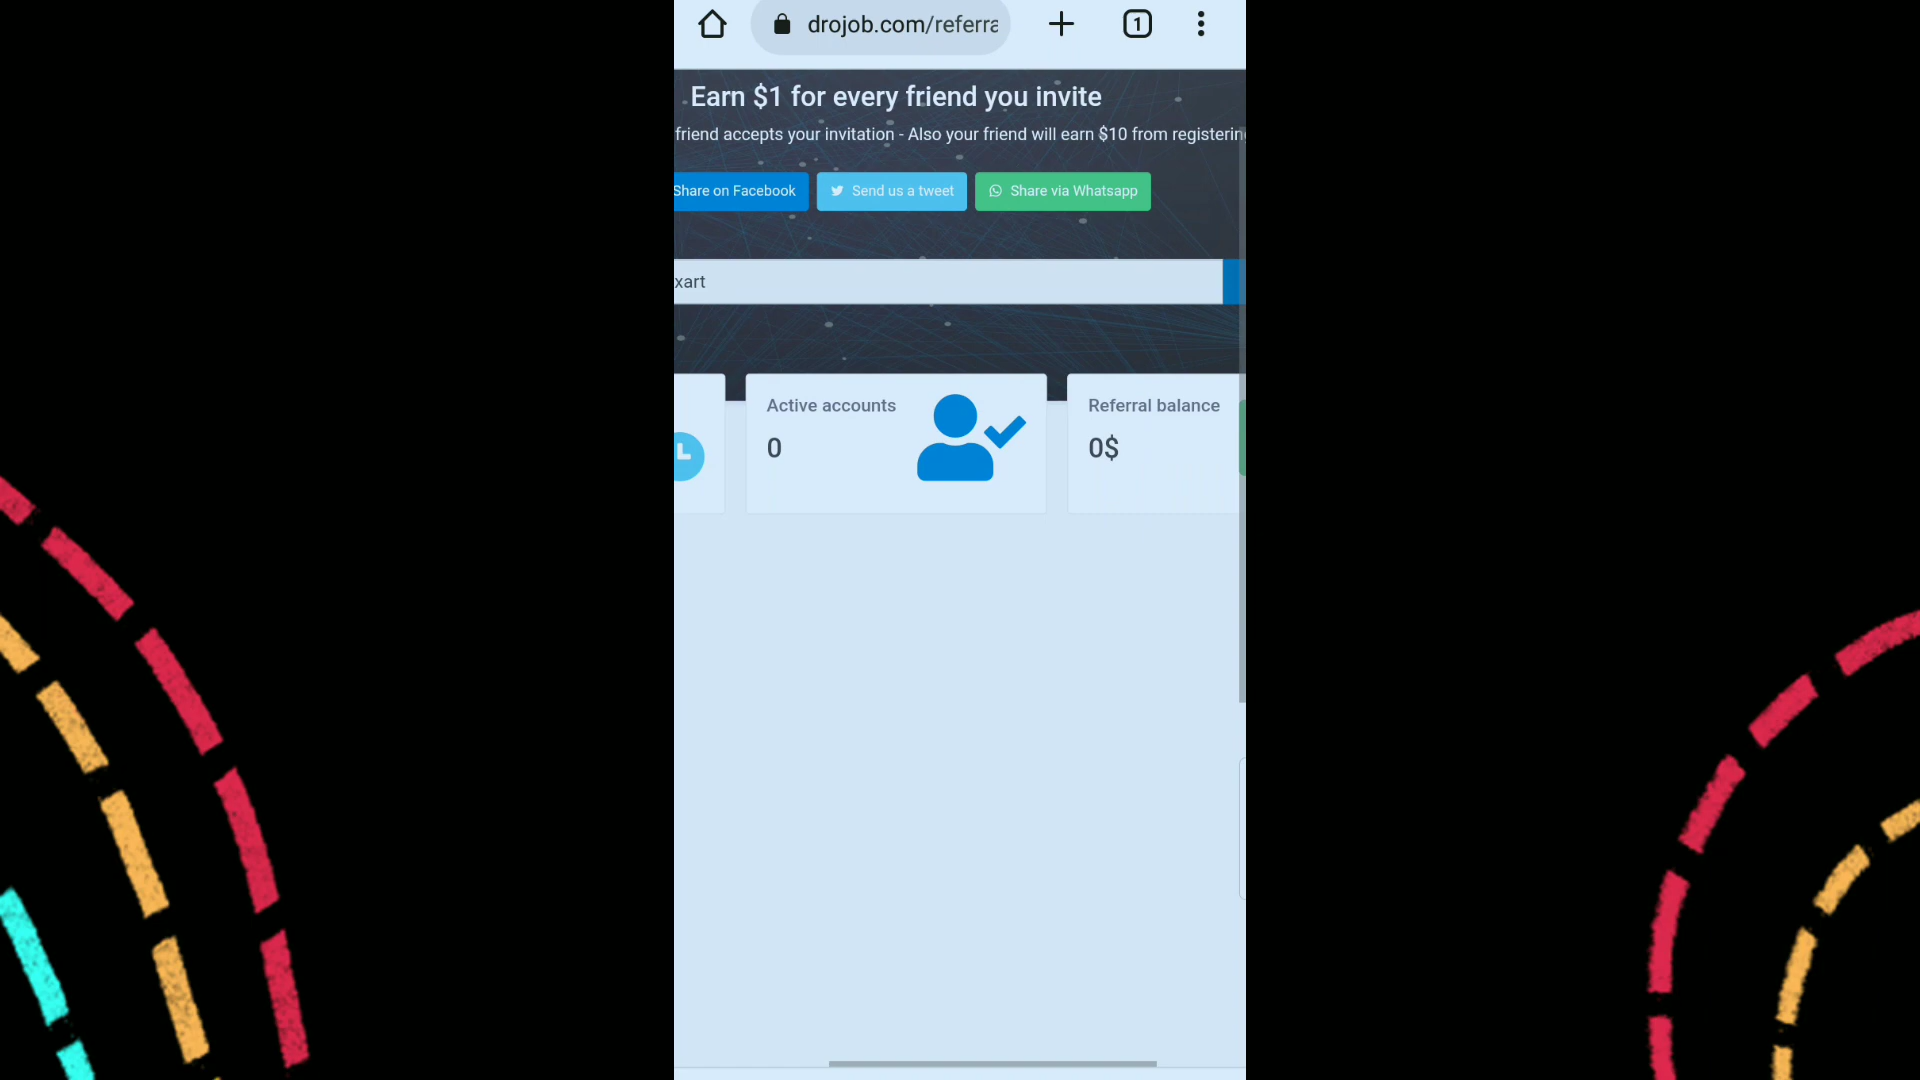 drojob.com/referra
1
Earn $1 for every friend you invite
friend accepts your invitation - Also your friend will earn $10 from registering
Share on Facebook
Send us a tweet
Share via Whatsapp
xart
Active accounts
Referral balance
0
0$